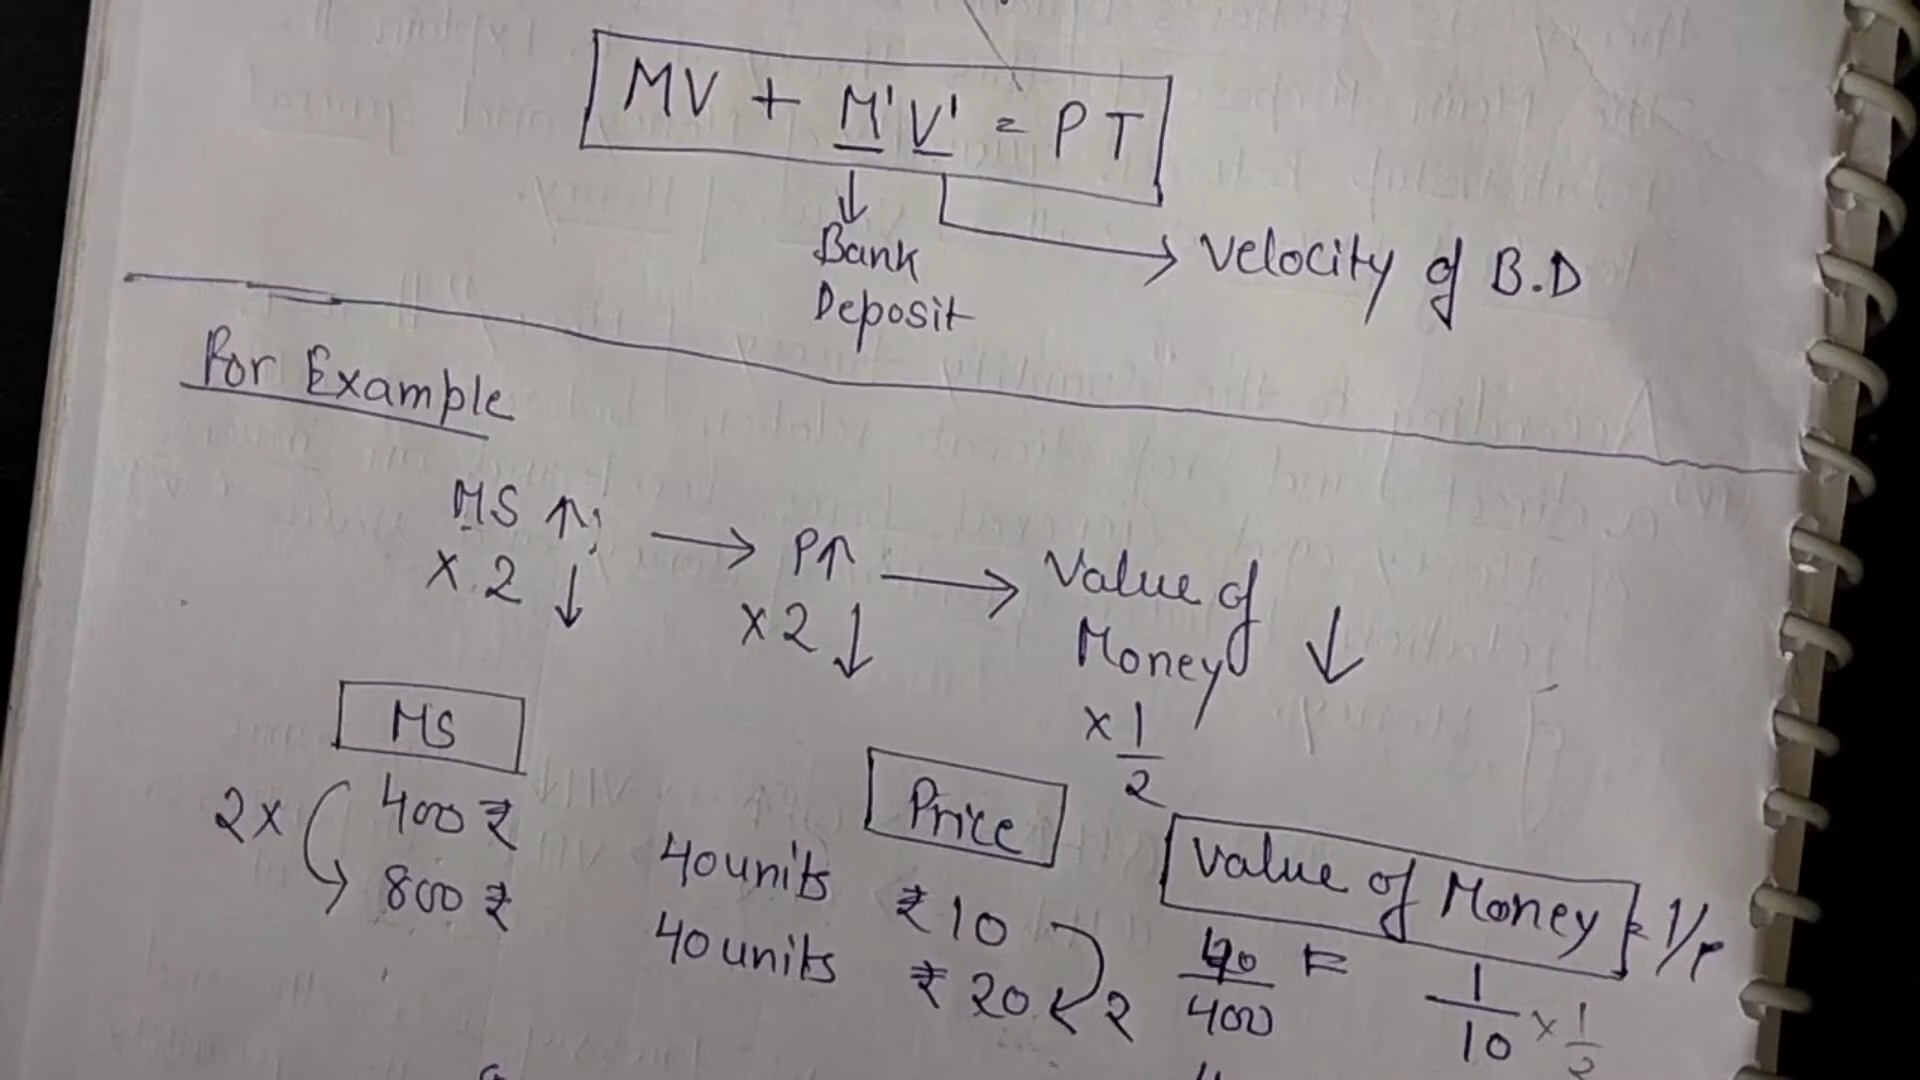 MV + M'V' = PT
Bank Deposit
Velocity of B.D
For Example
MS ↑ → P↑ → Value of Money ↓
× 2 ↓ ×2 ↓ × 1/2
MS
2× 400 ₹
800 ₹
Price
40 units ₹ 10
40 units ₹ 20 2
Value of Money = 1/P
40/400 = 1/10 × 1/2